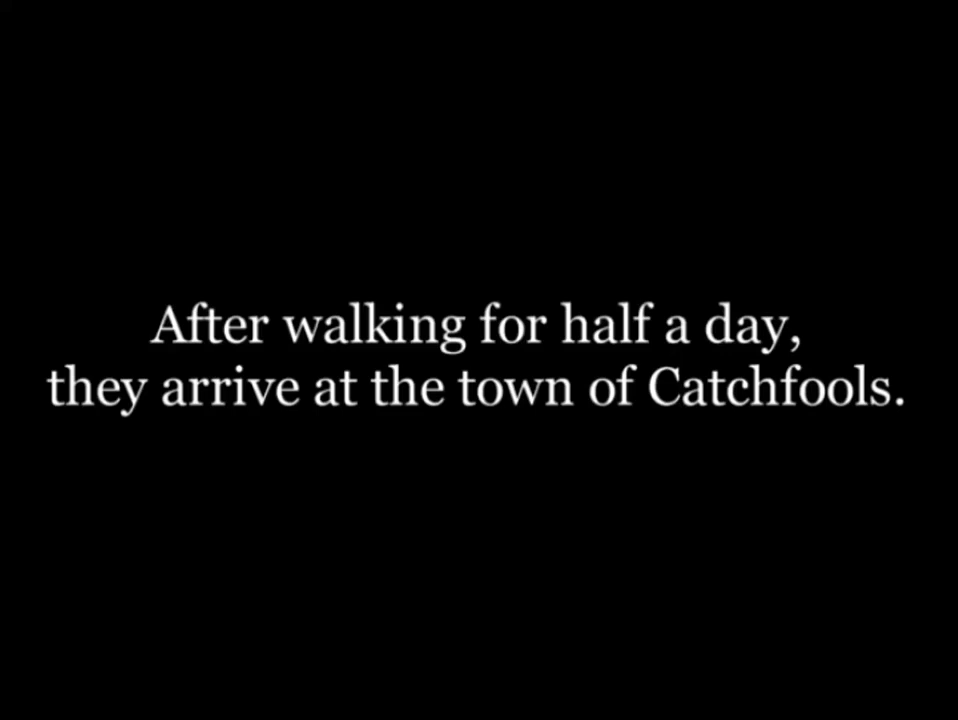 After walking for half a day,
they arrive at the town of Catchfools.